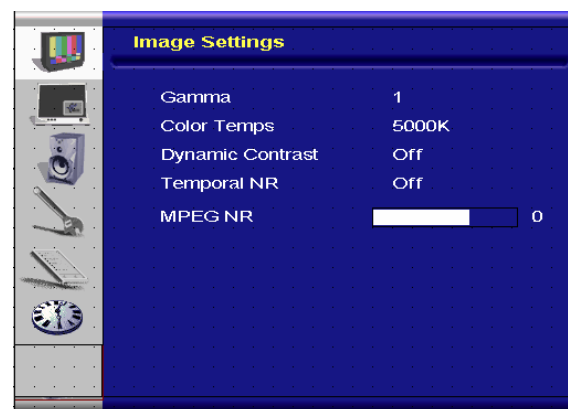 Image Settings
Gamma 1
Color Temps 5000K
Dynamic Contrast Off
Temporal NR Off
MPEG NR 0